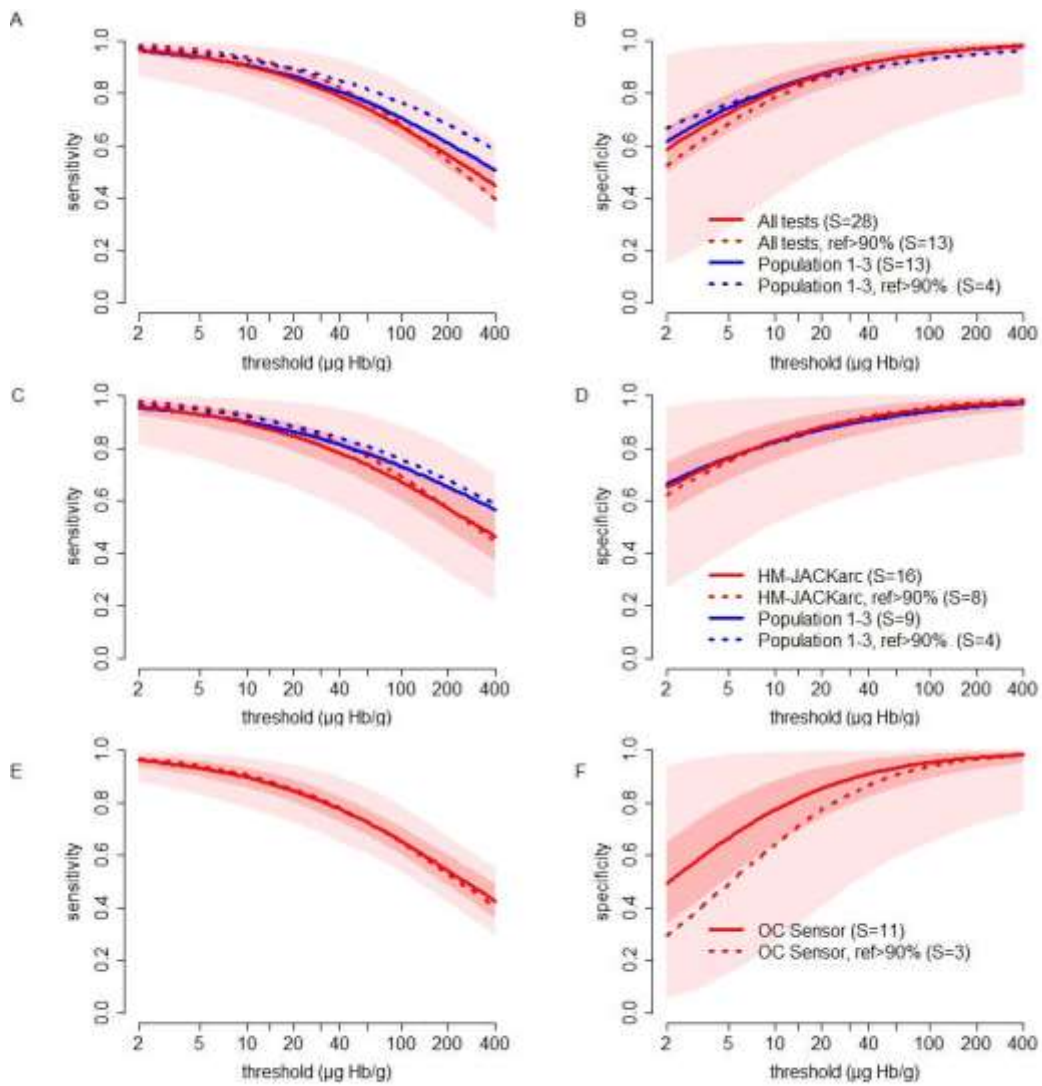 A
B
sensitivity
0.0 0.2 0.4 0.6 0.8 1.0
2 5 10 20 40 100 200 400
threshold (µg Hb/g)
specificity
0.0 0.2 0.4 0.6 0.8 1.0
All tests (S=28)
All tests, ref>90% (S=13)
Population 1-3 (S=13)
Population 1-3, ref>90% (S=4)
2 5 10 20 40 100 200 400
threshold (µg Hb/g)
C
D
sensitivity
0.0 0.2 0.4 0.6 0.8 1.0
2 5 10 20 40 100 200 400
threshold (µg Hb/g)
specificity
0.0 0.2 0.4 0.6 0.8 1.0
HM-JACKarc (S=16)
HM-JACKarc, ref>90% (S=8)
Population 1-3 (S=9)
Population 1-3, ref>90% (S=4)
2 5 10 20 40 100 200 400
threshold (µg Hb/g)
E
F
sensitivity
0.0 0.2 0.4 0.6 0.8 1.0
2 5 10 20 40 100 200 400
threshold (µg Hb/g)
specificity
0.0 0.2 0.4 0.6 0.8 1.0
OC Sensor (S=11)
OC Sensor, ref>90% (S=3)
2 5 10 20 40 100 200 400
threshold (µg Hb/g)